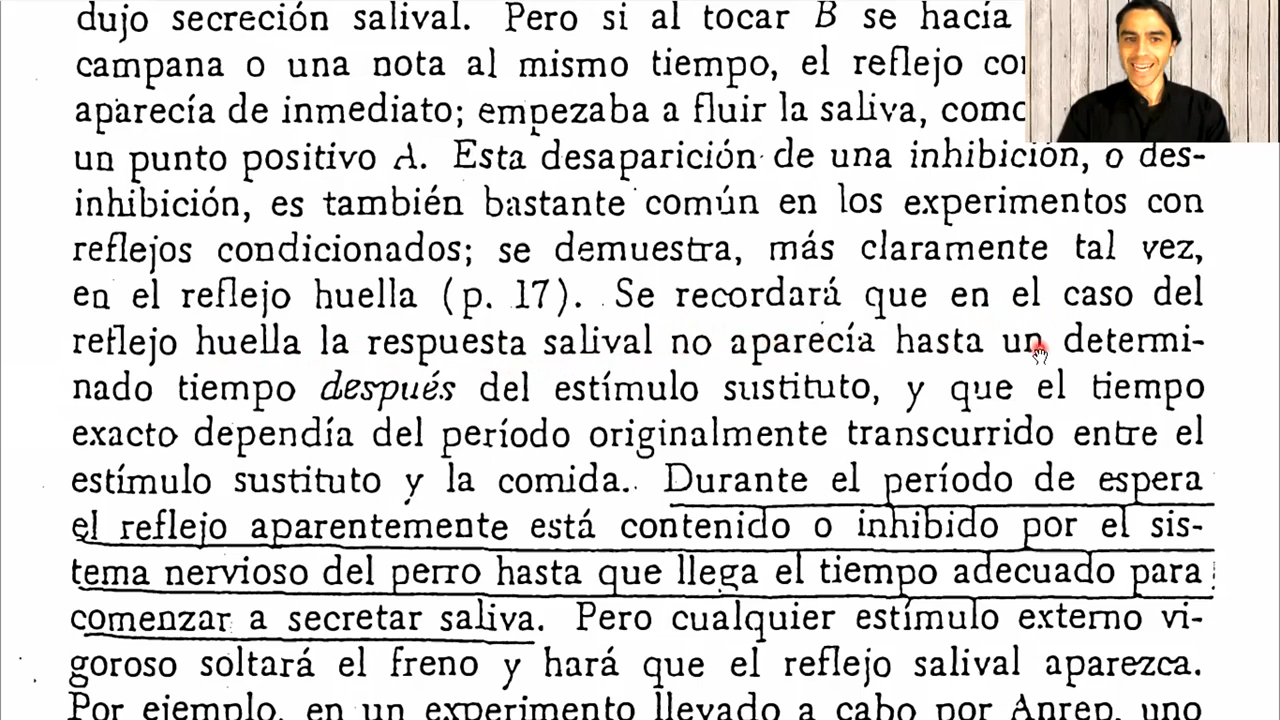 dujo secreción salival. Pero si al tocar B se hacía
campana o una nota al mismo tiempo, el reflejo
aparecía de inmediato; empezaba a fluir la saliva, como
un punto positivo A. Esta desaparición de una inhibición, o des-
inhibición, es también bastante común en los experimentos con
reflejos condicionados; se demuestra, más claramente tal vez,
en el reflejo huella (p. 17). Se recordará que en el caso del
reflejo huella la respuesta salival no aparecía hasta un determi-
nado tiempo después del estímulo sustituto, y que el tiempo
exacto dependía del período originalmente transcurrido entre el
estímulo sustituto y la comida. Durante el período de espera
el reflejo aparentemente está contenido o inhibido por el sis-
tema nervioso del perro hasta que llega el tiempo adecuado para
comenzar a secretar saliva. Pero cualquier estímulo externo vi-
goroso soltará el freno y hará que el reflejo salival aparezca.
Por ejemplo, en un experimento llevado a cabo por Anrep, uno